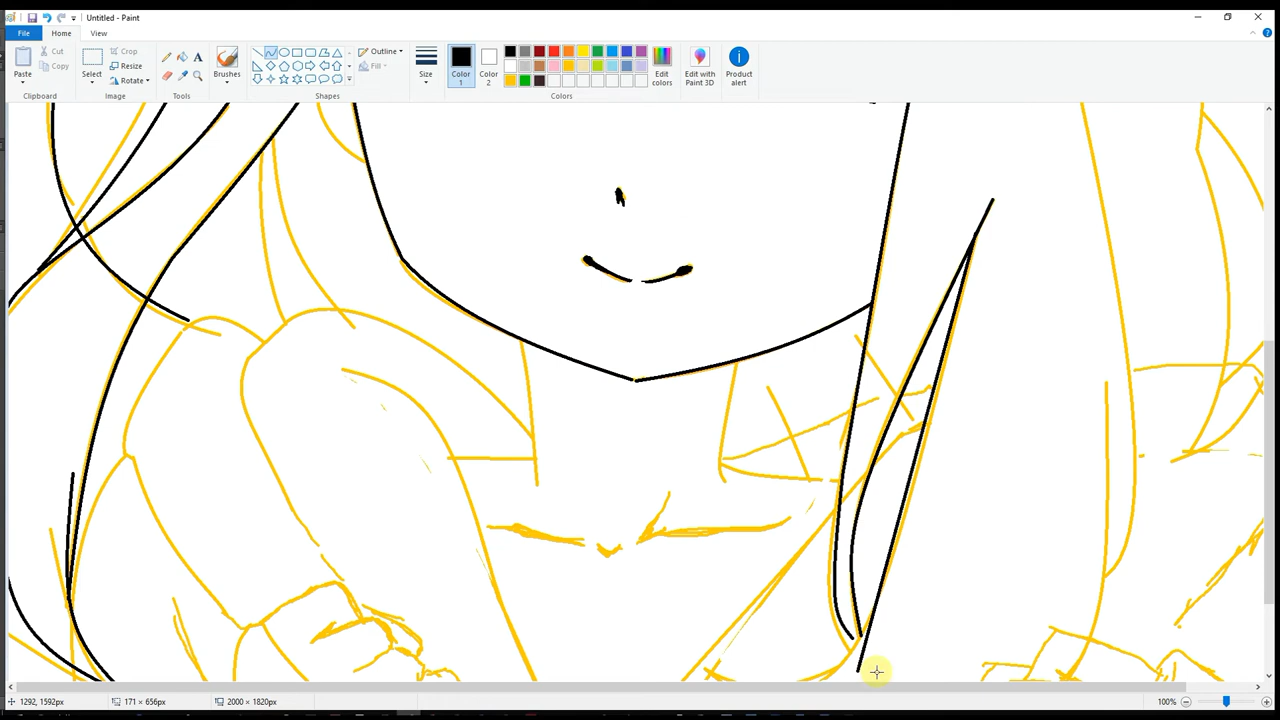 Untitled - Paint
File
Home
View
Paste
Cut
Copy
Clipboard
Select
Crop
Resize
Rotate
Image
A
Tools
Brushes
Outline
Fill
Shapes
Size
Color 1
Color 2
Edit colors
Colors
Edit with Paint 3D
Product alert
1292, 1592px
171 × 656px
2000 × 1820px
100%